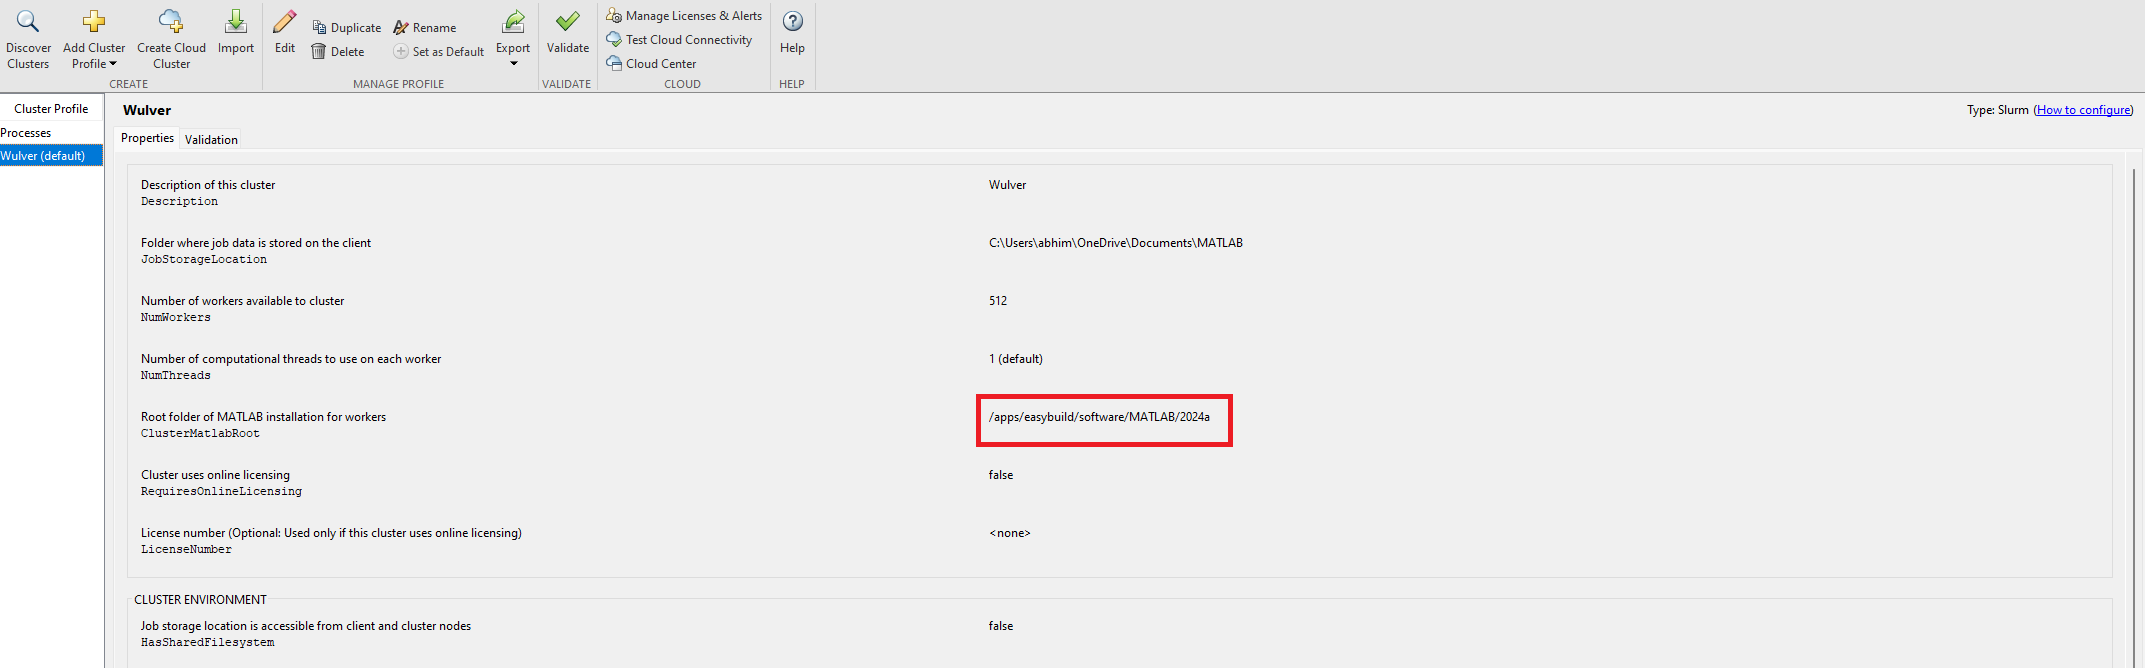 Discover Clusters
Add Cluster Profile
Create Cloud Cluster
Import
CREATE
Edit
Duplicate
Delete
Rename
Set as Default
Export
MANAGE PROFILE
Validate
VALIDATE
Manage Licenses & Alerts
Test Cloud Connectivity
Cloud Center
CLOUD
Help
HELP
Cluster Profile
Processes
Wulver (default)
Wulver
Type: Slurm (How to configure)
Properties
Validation
Description of this cluster
Wulver
Description
Folder where job data is stored on the client
C:\Users\abhim\OneDrive\Documents\MATLAB
JobStorageLocation
Number of workers available to cluster
512
NumWorkers
Number of computational threads to use on each worker
1 (default)
NumThreads
Root folder of MATLAB installation for workers
/apps/easybuild/software/MATLAB/2024a
ClusterMatlabRoot
Cluster uses online licensing
false
RequiresOnlineLicensing
License number (Optional: Used only if this cluster uses online licensing)
<none>
LicenseNumber
CLUSTER ENVIRONMENT
Job storage location is accessible from client and cluster nodes
false
HasSharedFilesystem